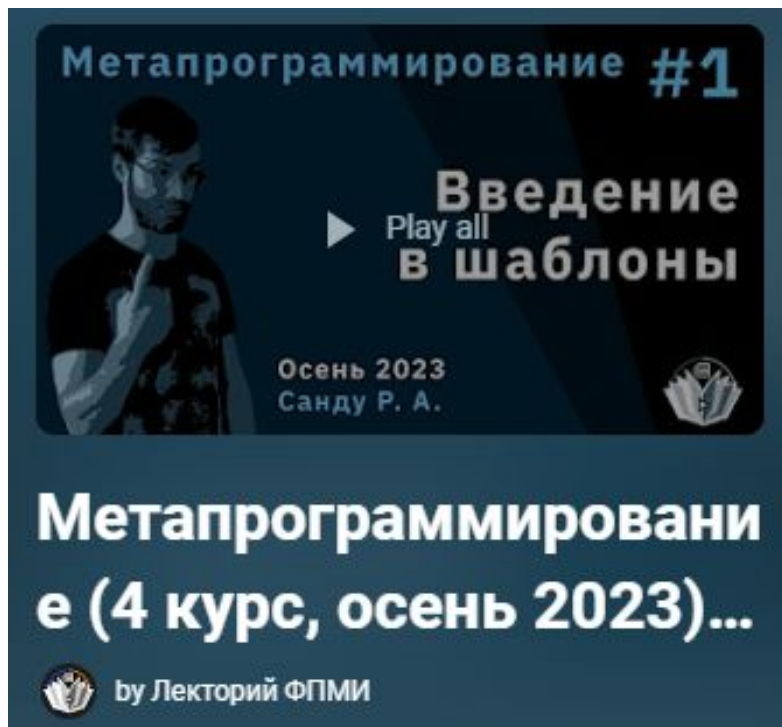 Метапрограммирование #1
Введение
Play all
в шаблоны
Осень 2023
Санду Р. А.
Метапрограммировани
е (4 курс, осень 2023)...
by Лекторий ФПМИ